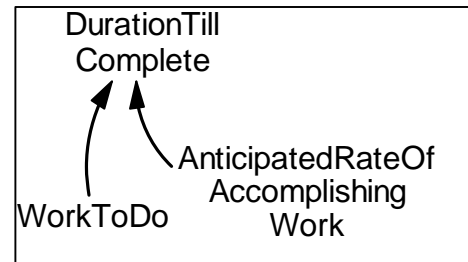 DurationTill
Complete
AnticipatedRateOf
Accomplishing
Work
WorkToDo